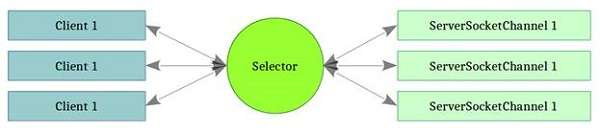 Client 1
ServerSocketChannel 1
Client 1
Selector
ServerSocketChannel 1
Client 1
ServerSocketChannel 1